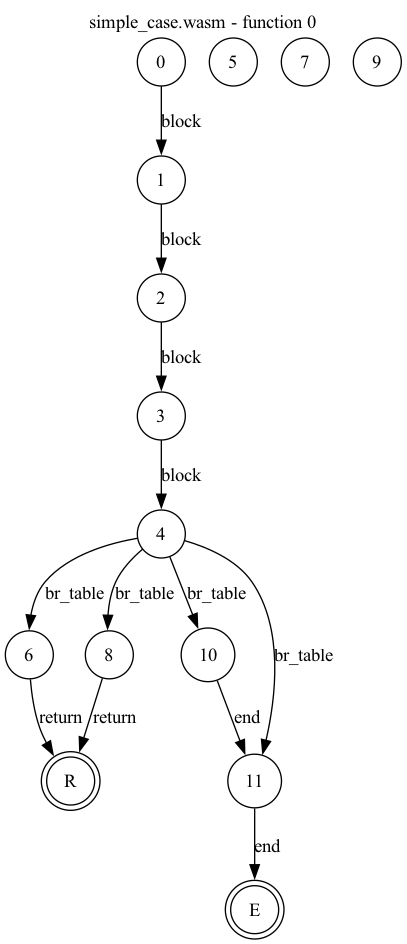 simple_case.wasm - function 0
0 5 7 9
block
1
block
2
block
3
block
4
br_table br_table br_table
6 8 10
br_table
return return end
R 11
end
E